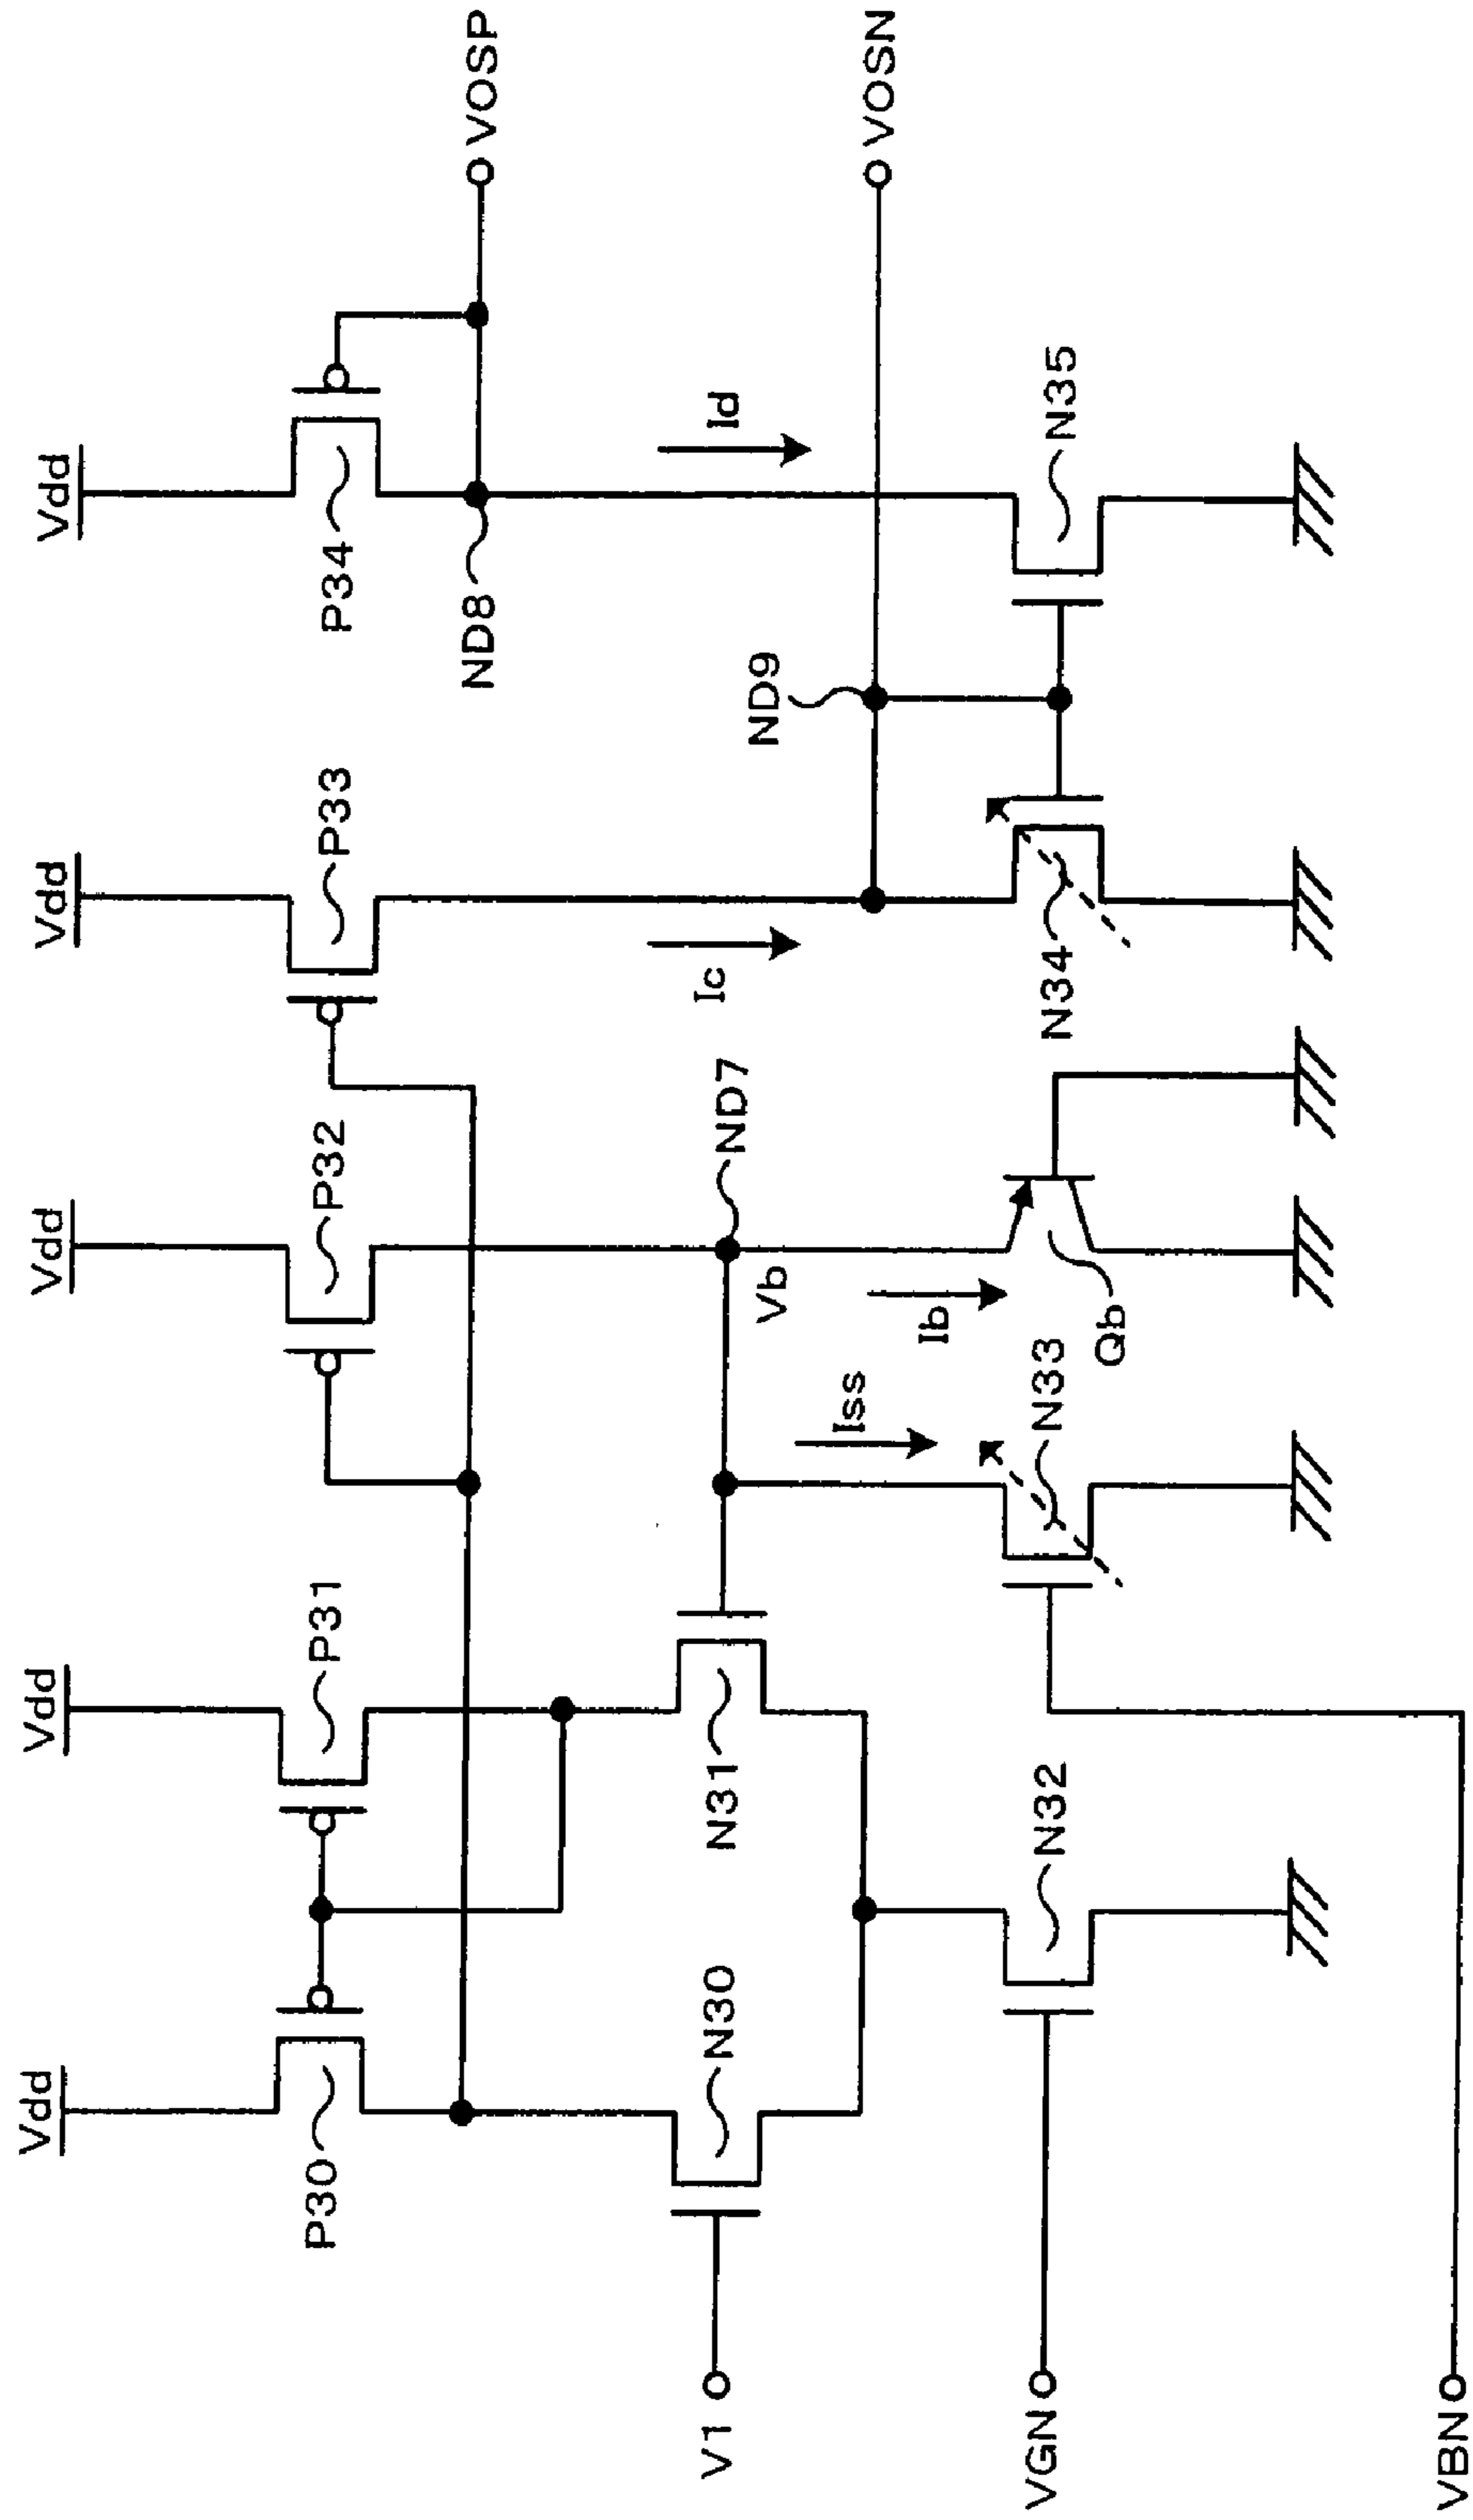 Vdd
Vdd
Vdd
Vdd
Vdd
P30
P31
P32
P33
P34
ND8
VOSP
V1
N30
N31
ND7
Vb
Ic
Id
ND9
VOSN
Iss
Ib
VGN
N32
N33
Qb
N34
N35
VBN